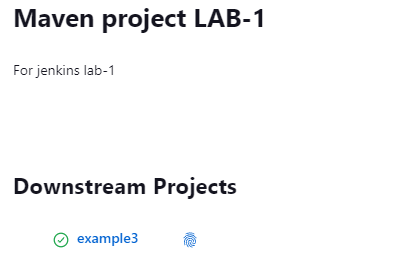 Maven project LAB-1
For jenkins lab-1
Downstream Projects
example3